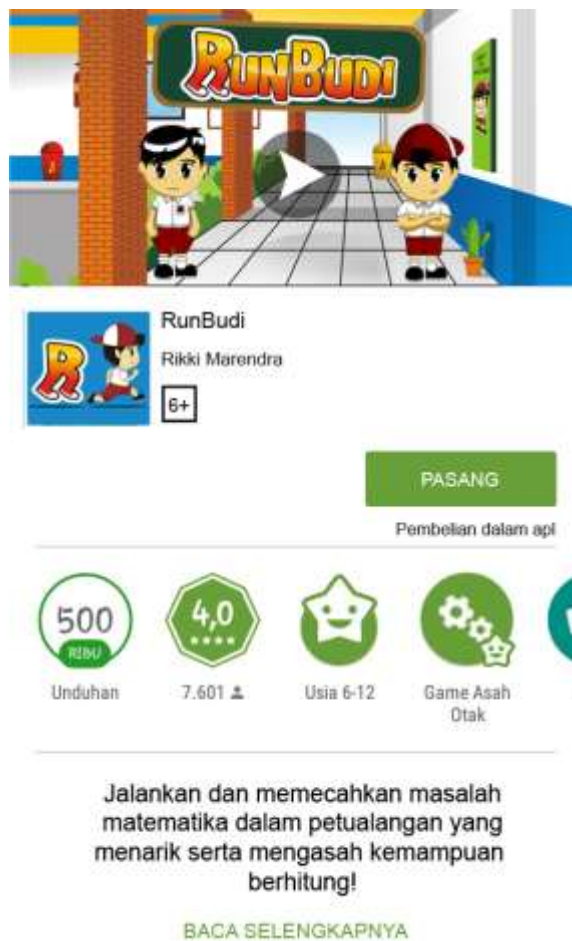 RUNBUDI
RunBudi
R
Rikki Marendra
6+
PASANG
Pembelian dalam apl
500
RIBU
4,0
Unduhan
7.601
Usia 6-12
Game Asah
Otak
Jalankan dan memecahkan masalah
matematika dalam petualangan yang
menarik serta mengasah kemampuan
berhitung!
BACA SELENGKAPNYA